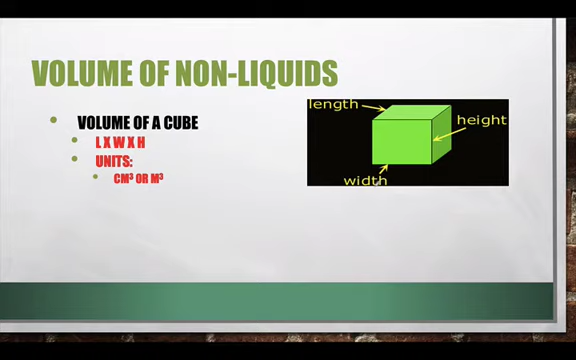 VOLUME OF NON-LIQUIDS
VOLUME OF A CUBE
L X W X H
UNITS:
CM³ OR M³
length
height
width